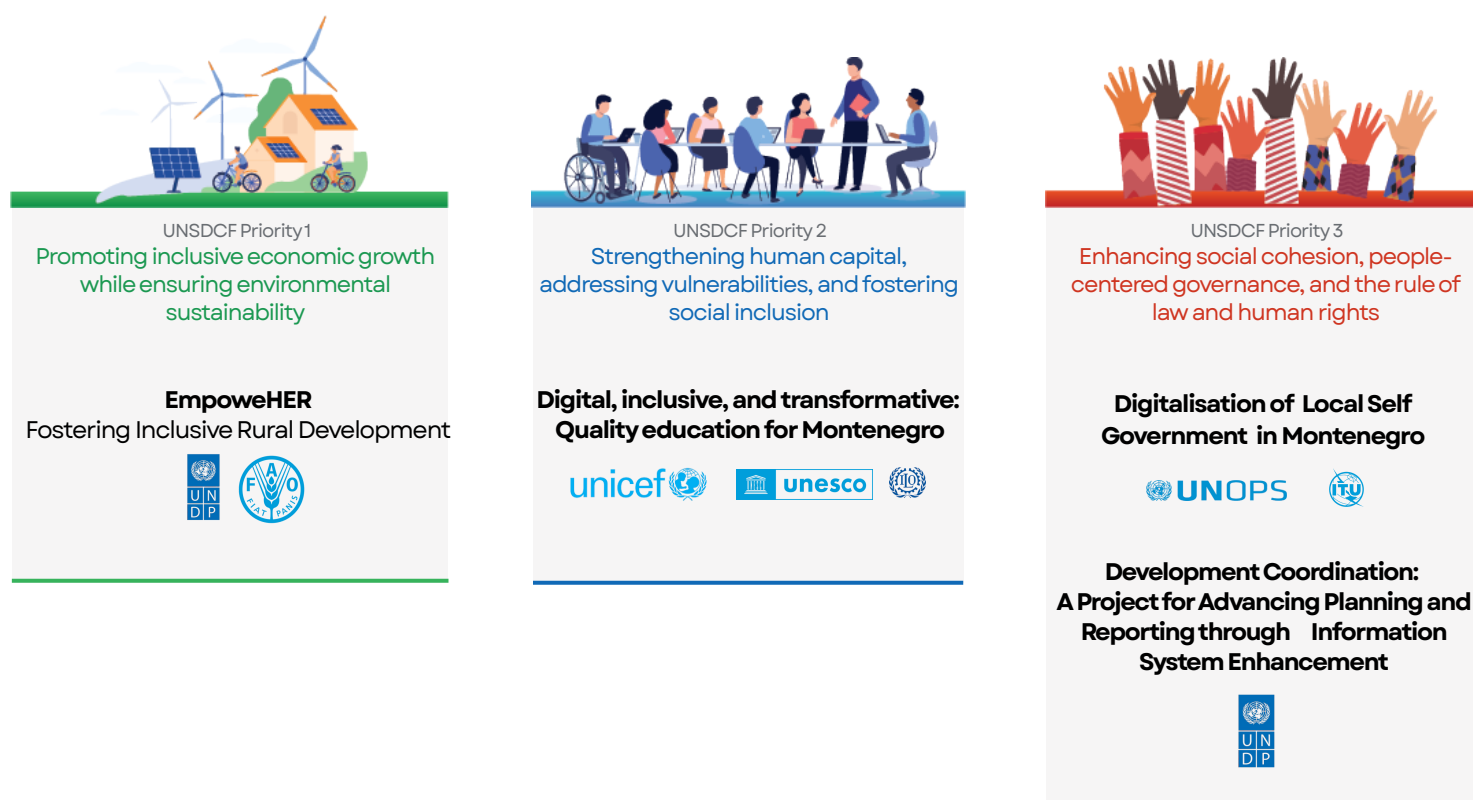 UNSDCF Priority 1
Promoting inclusive economic growth
while ensuring environmental
sustainability
EmpoweHER
Fostering Inclusive Rural Development
U N
D P
F A O
FIAT PANIS
UNSDCF Priority 2
Strengthening human capital,
addressing vulnerabilities, and fostering
social inclusion
Digital, inclusive, and transformative:
Quality education for Montenegro
unicef
unesco
ILO
UNSDCF Priority 3
Enhancing social cohesion, people-
centered governance, and the rule of
law and human rights
Digitalisation of Local Self
Government in Montenegro
UNOPS
ITU
Development Coordination:
A Project for Advancing Planning and
Reporting through Information
System Enhancement
U N
D P